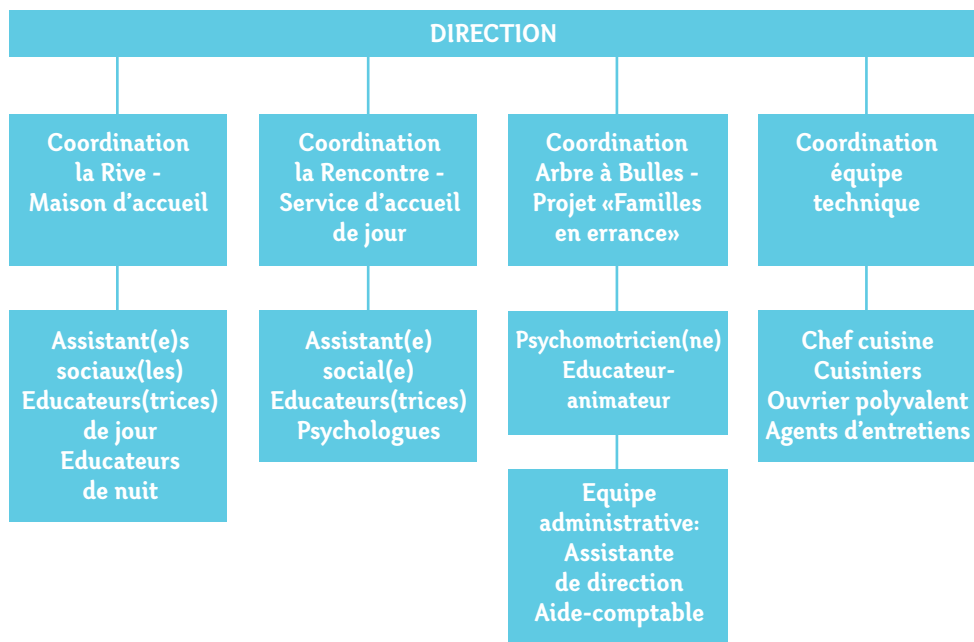 DIRECTION
Coordination
la Rive -
Maison d'accueil
Coordination
la Rencontre -
Service d'accueil
de jour
Coordination
Arbre à Bulles -
Projet «Familles
en errance»
Coordination
équipe
technique
Assistant(e)s
sociaux(les)
Educateurs(trices)
de jour
Educateurs
de nuit
Assistant(e)
social(e)
Educateurs(trices)
Psychologues
Psychomotricien(ne)
Educateur-
animateur
Chef cuisine
Cuisiniers
Ouvrier polyvalent
Agents d'entretiens
Equipe
administrative:
Assistante
de direction
Aide-comptable